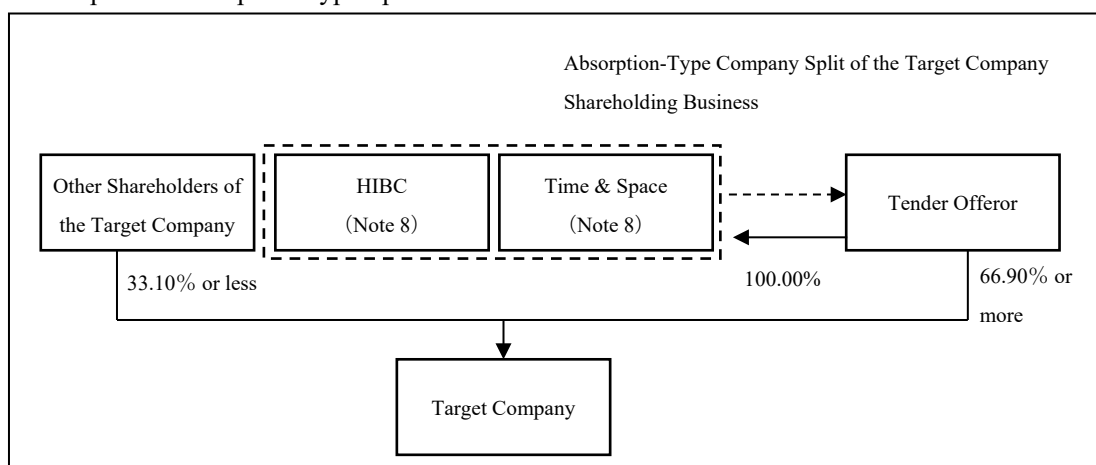 Absorption-Type Company Split of the Target Company
Shareholding Business
Other Shareholders of
the Target Company
HIBC
（Note 8）
Time & Space
（Note 8）
Tender Offeror
33.10％ or less
100.00%
66.90％ or
more
Target Company